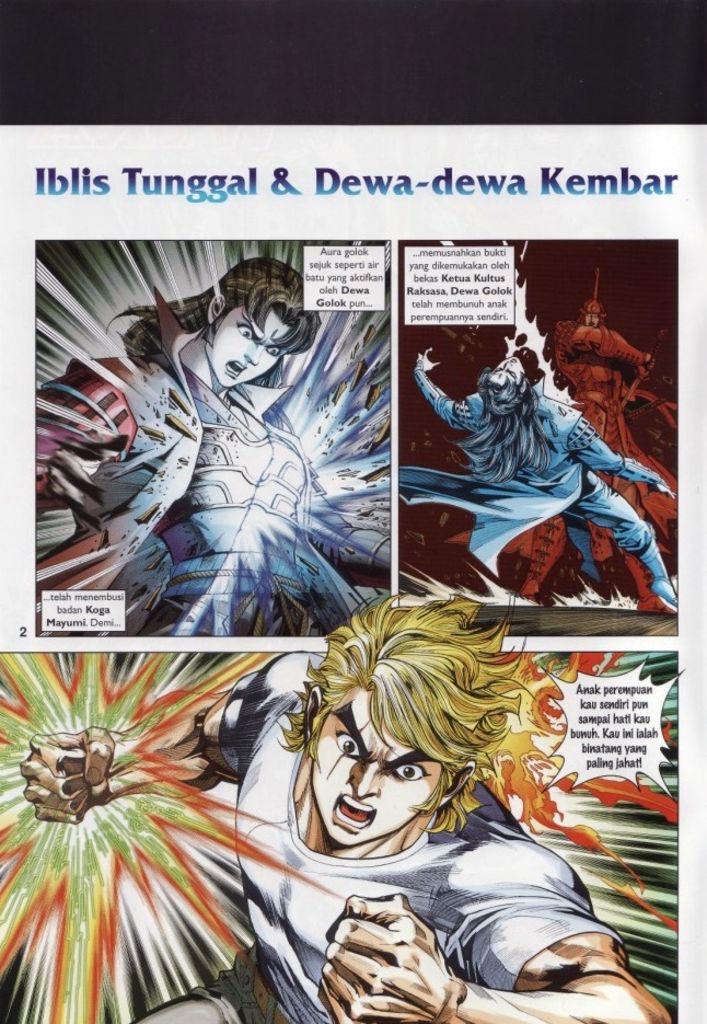 Iblis Tunggal & Dewa-dewa Kembar
Aura golok
sejuk seperti air
batu yang aktifkan
oleh Dewa
Golok pun...
...telah menembusi
badan Koga
Mayumi. Demi...
...memusnahkan bukti
yang dikemukakan oleh
bekas Ketua Kultus
Raksasa, Dewa Golok
telah membunuh anak
perempuannya sendiri.
2
Anak perempuan
kau sendiri pun
sampai hati kau
bunuh. Kau ini ialah
binatang yang
paling jahat!